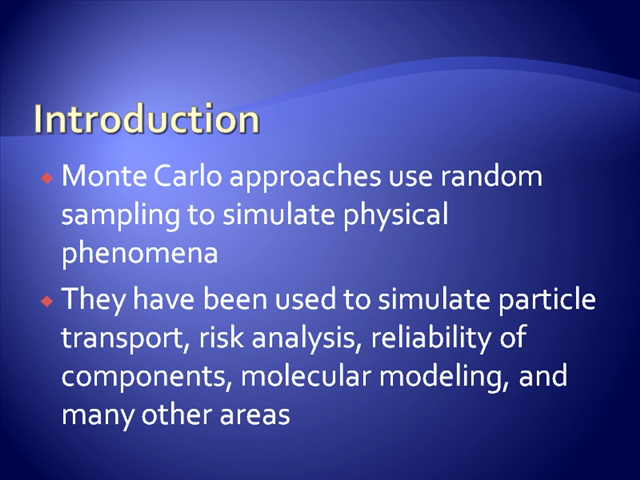 Introduction
Monte Carlo approaches use random
sampling to simulate physical
phenomena
They have been used to simulate particle
transport, risk analysis, reliability of
components, molecular modeling, and
many other areas